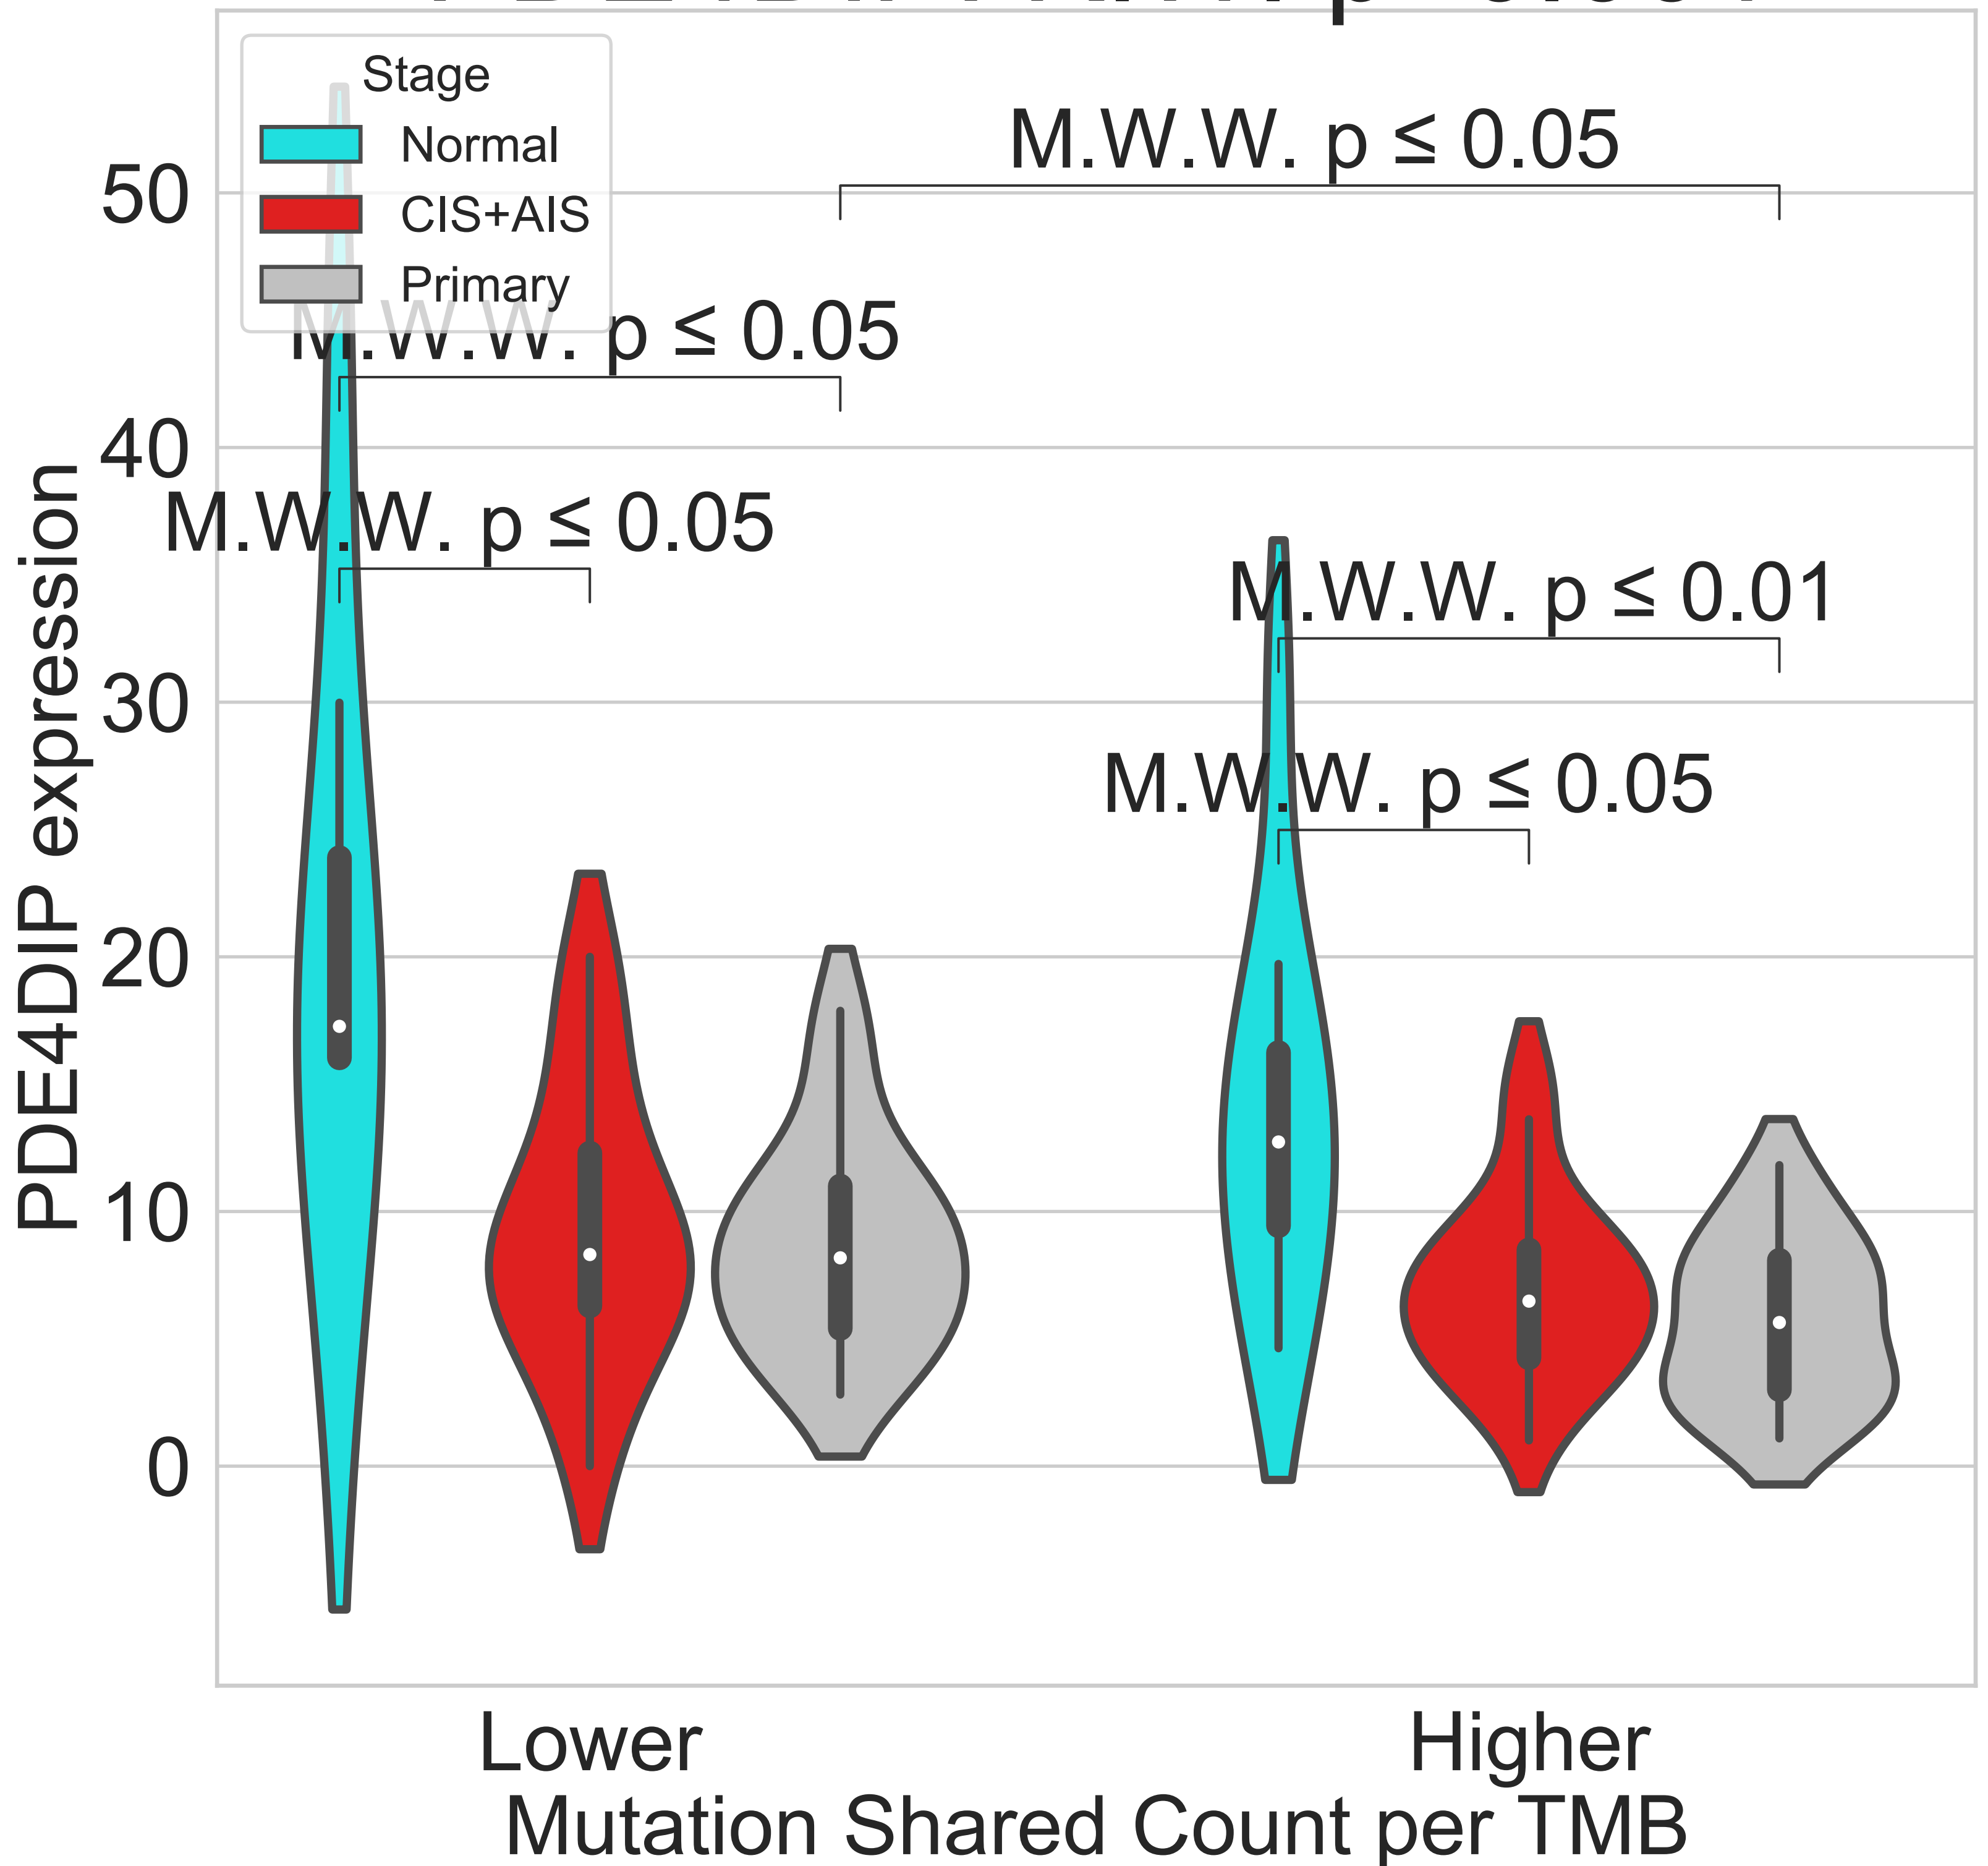 Stage
Normal
CIS+AIS
Primary
M.W.W. p ≤ 0.05
M.W.W. p ≤ 0.05
M.W.W. p ≤ 0.05
M.W.W. p ≤ 0.01
M.W.W. p ≤ 0.05
50
40
30
20
10
0
PDE4DIP expression
Lower
Higher
Mutation Shared Count per TMB